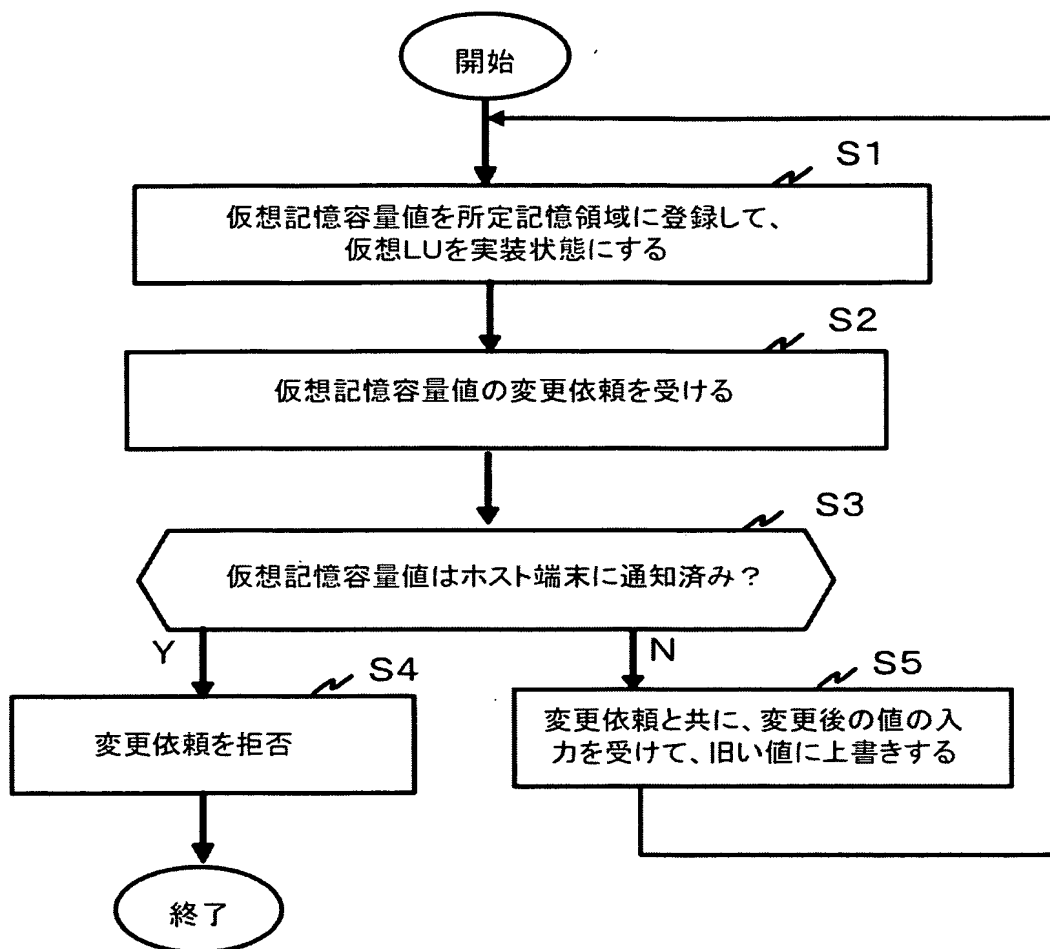 開始
S1
仮想記憶容量値を所定記憶領域に登録して、
仮想LUを実装状態にする
S2
仮想記憶容量値の変更依頼を受ける
S3
仮想記憶容量値はホスト端末に通知済み？
Y
N
S4
変更依頼を拒否
S5
変更依頼と共に、変更後の値の入
力を受けて、旧い値に上書きする
終了